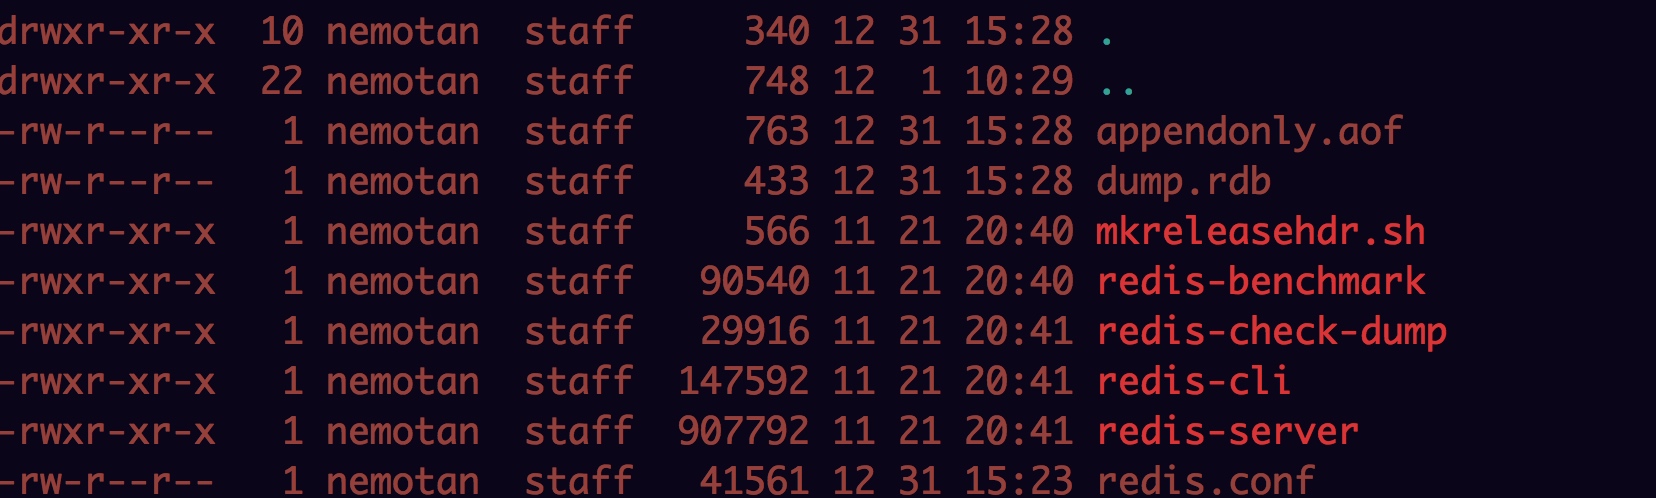 drwxr-xr-x  10 nemotan  staff     340 12 31 15:28 .
drwxr-xr-x  22 nemotan  staff     748 12  1 10:29 ..
-rw-r--r--   1 nemotan  staff     763 12 31 15:28 appendonly.aof
-rw-r--r--   1 nemotan  staff     433 12 31 15:28 dump.rdb
-rwxr-xr-x   1 nemotan  staff     566 11 21 20:40 mkreleasehdr.sh
-rwxr-xr-x   1 nemotan  staff   90540 11 21 20:40 redis-benchmark
-rwxr-xr-x   1 nemotan  staff   29916 11 21 20:41 redis-check-dump
-rwxr-xr-x   1 nemotan  staff  147592 11 21 20:41 redis-cli
-rwxr-xr-x   1 nemotan  staff  907792 11 21 20:41 redis-server
-rw-r--r--   1 nemotan  staff   41561 12 31 15:23 redis.conf